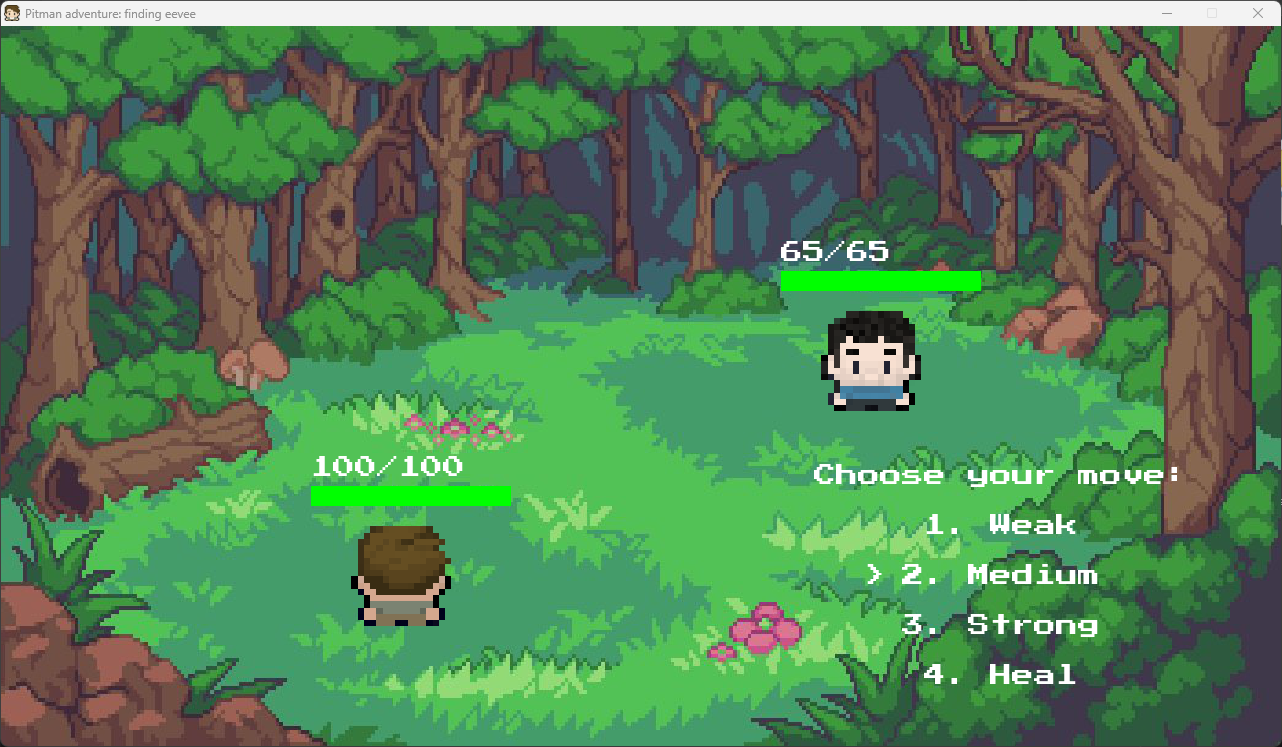 Pitman adventure: finding eevee
65/65
100/100
Choose your move:
1. Weak
> 2. Medium
3. Strong
4. Heal